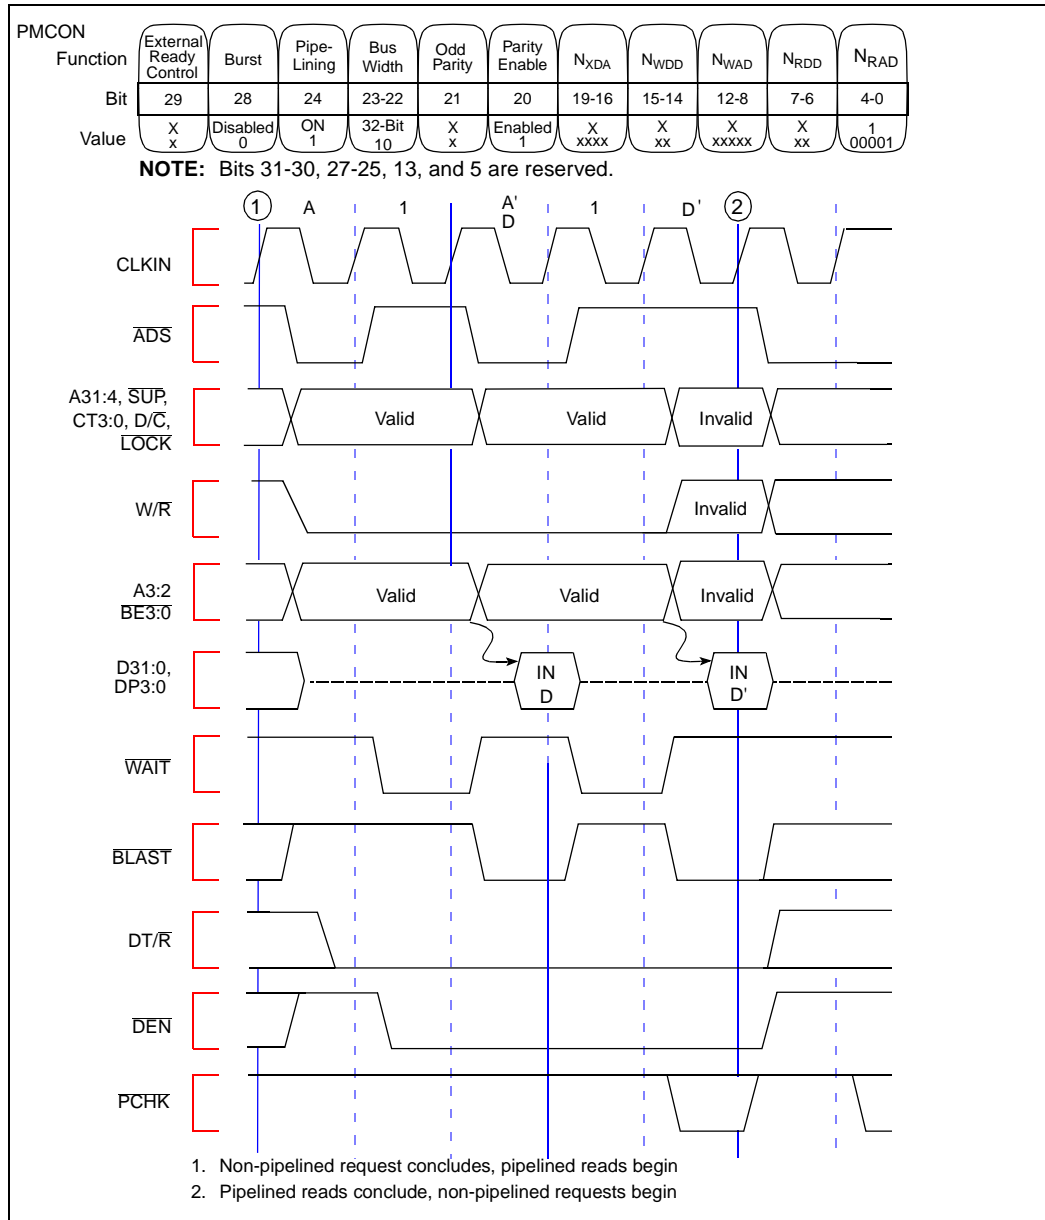 PMCON
Function
External Ready Control
Burst
Pipe-Lining
Bus Width
Odd Parity
Parity Enable
NXDA
NWDD
NWAD
NRDD
NRAD
Bit
29
28
24
23-22
21
20
19-16
15-14
12-8
7-6
4-0
Value
X x
Disabled 0
ON 1
32-Bit 10
X x
Enabled 1
X xxxx
X xx
X xxxxx
X xx
1 00001
NOTE: Bits 31-30, 27-25, 13, and 5 are reserved.
1 A 1 A' D 1 D' 2
CLKIN
ADS
A31:4, SUP,
CT3:0, D/C,
LOCK
Valid Valid Invalid
W/R
Invalid
A3:2
BE3:0
Valid Valid Invalid
D31:0,
DP3:0
IN D
IN D'
WAIT
BLAST
DT/R
DEN
PCHK
1. Non-pipelined request concludes, pipelined reads begin
2. Pipelined reads conclude, non-pipelined requests begin